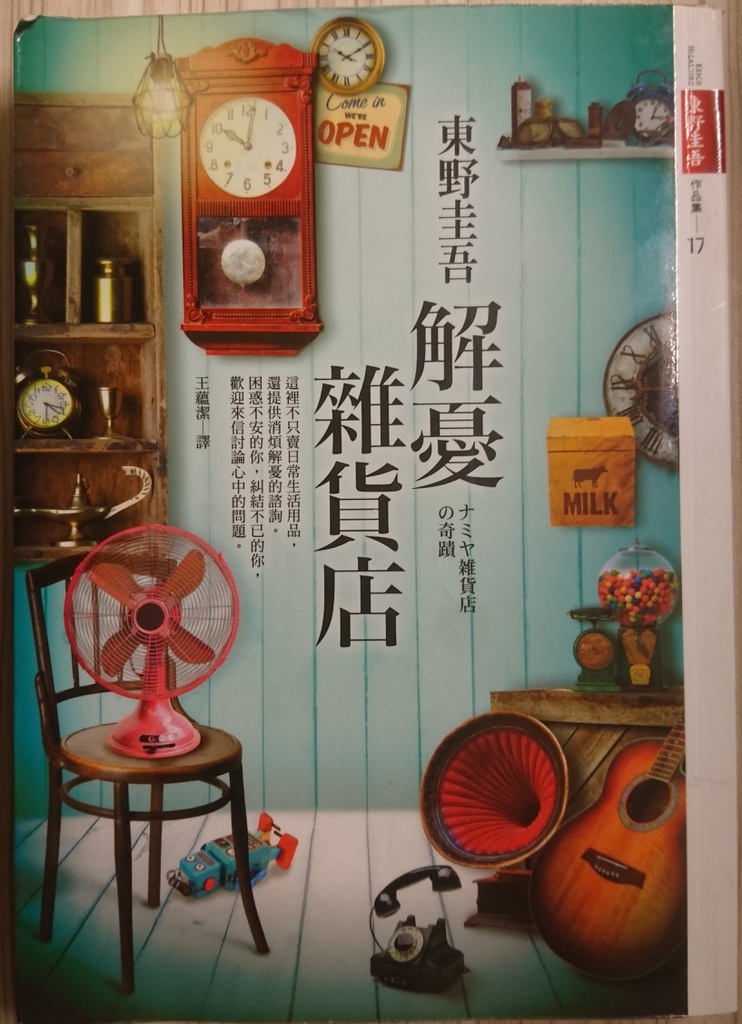 東野圭吾
解憂
雜貨店
ナミヤ雑貨店
の奇蹟
這裡不只賣日常生活用品，
還提供消煩解憂的諮詢。
困惑不安的你，糾結不已的你，
歡迎來信討論心中的問題。
王蘊潔─譯
Come in
WE'RE
OPEN
MILK
KEIGO
HIGASHINO
東野圭吾
作品集─17